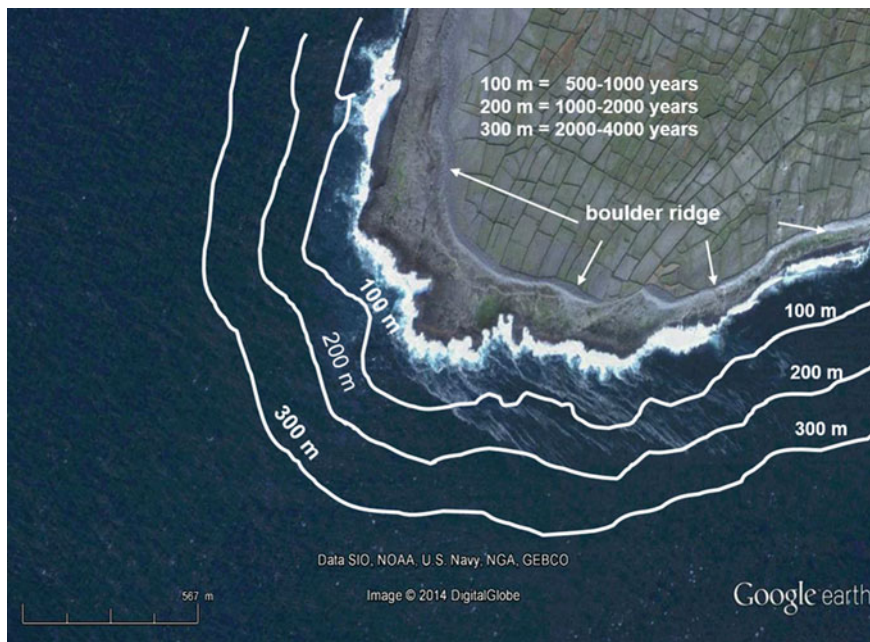 100 m = 500-1000 years
200 m = 1000-2000 years
300 m = 2000-4000 years
boulder ridge
100 m
200 m
300 m
100 m
200 m
300 m
Data SIO, NOAA, U.S. Navy, NGA, GEBCO
567 m
Image © 2014 DigitalGlobe
Google earth